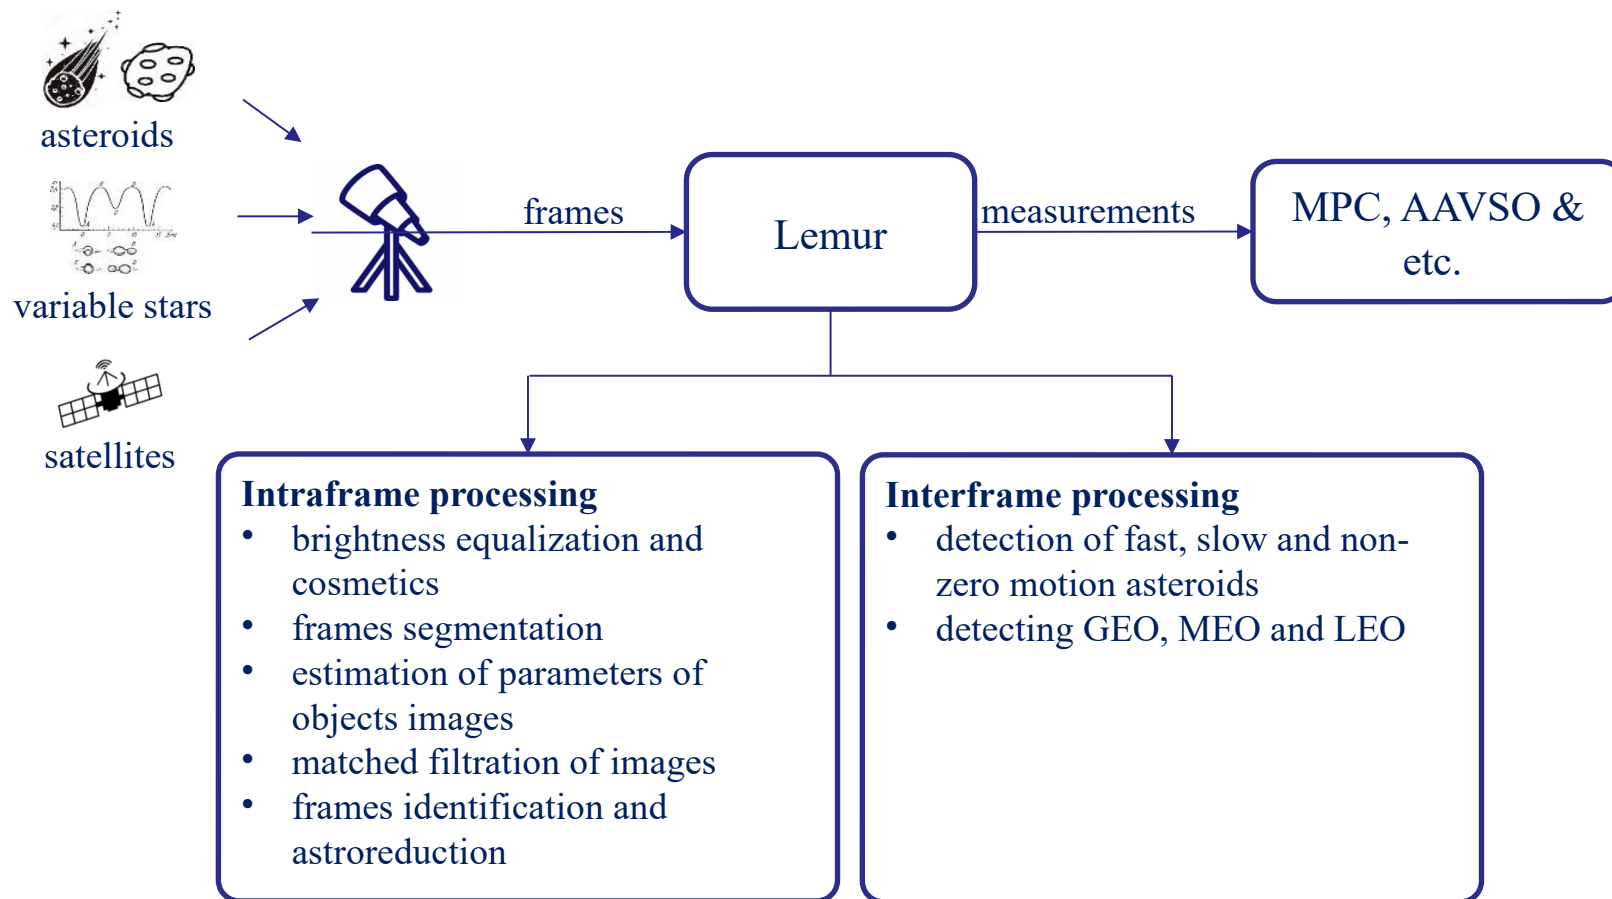 asteroids
variable stars
satellites
frames
Lemur
measurements
MPC, AAVSO &
etc.
Intraframe processing
• brightness equalization and
cosmetics
• frames segmentation
• estimation of parameters of
objects images
• matched filtration of images
• frames identification and
astroreduction
Interframe processing
• detection of fast, slow and non-
zero motion asteroids
• detecting GEO, MEO and LEO